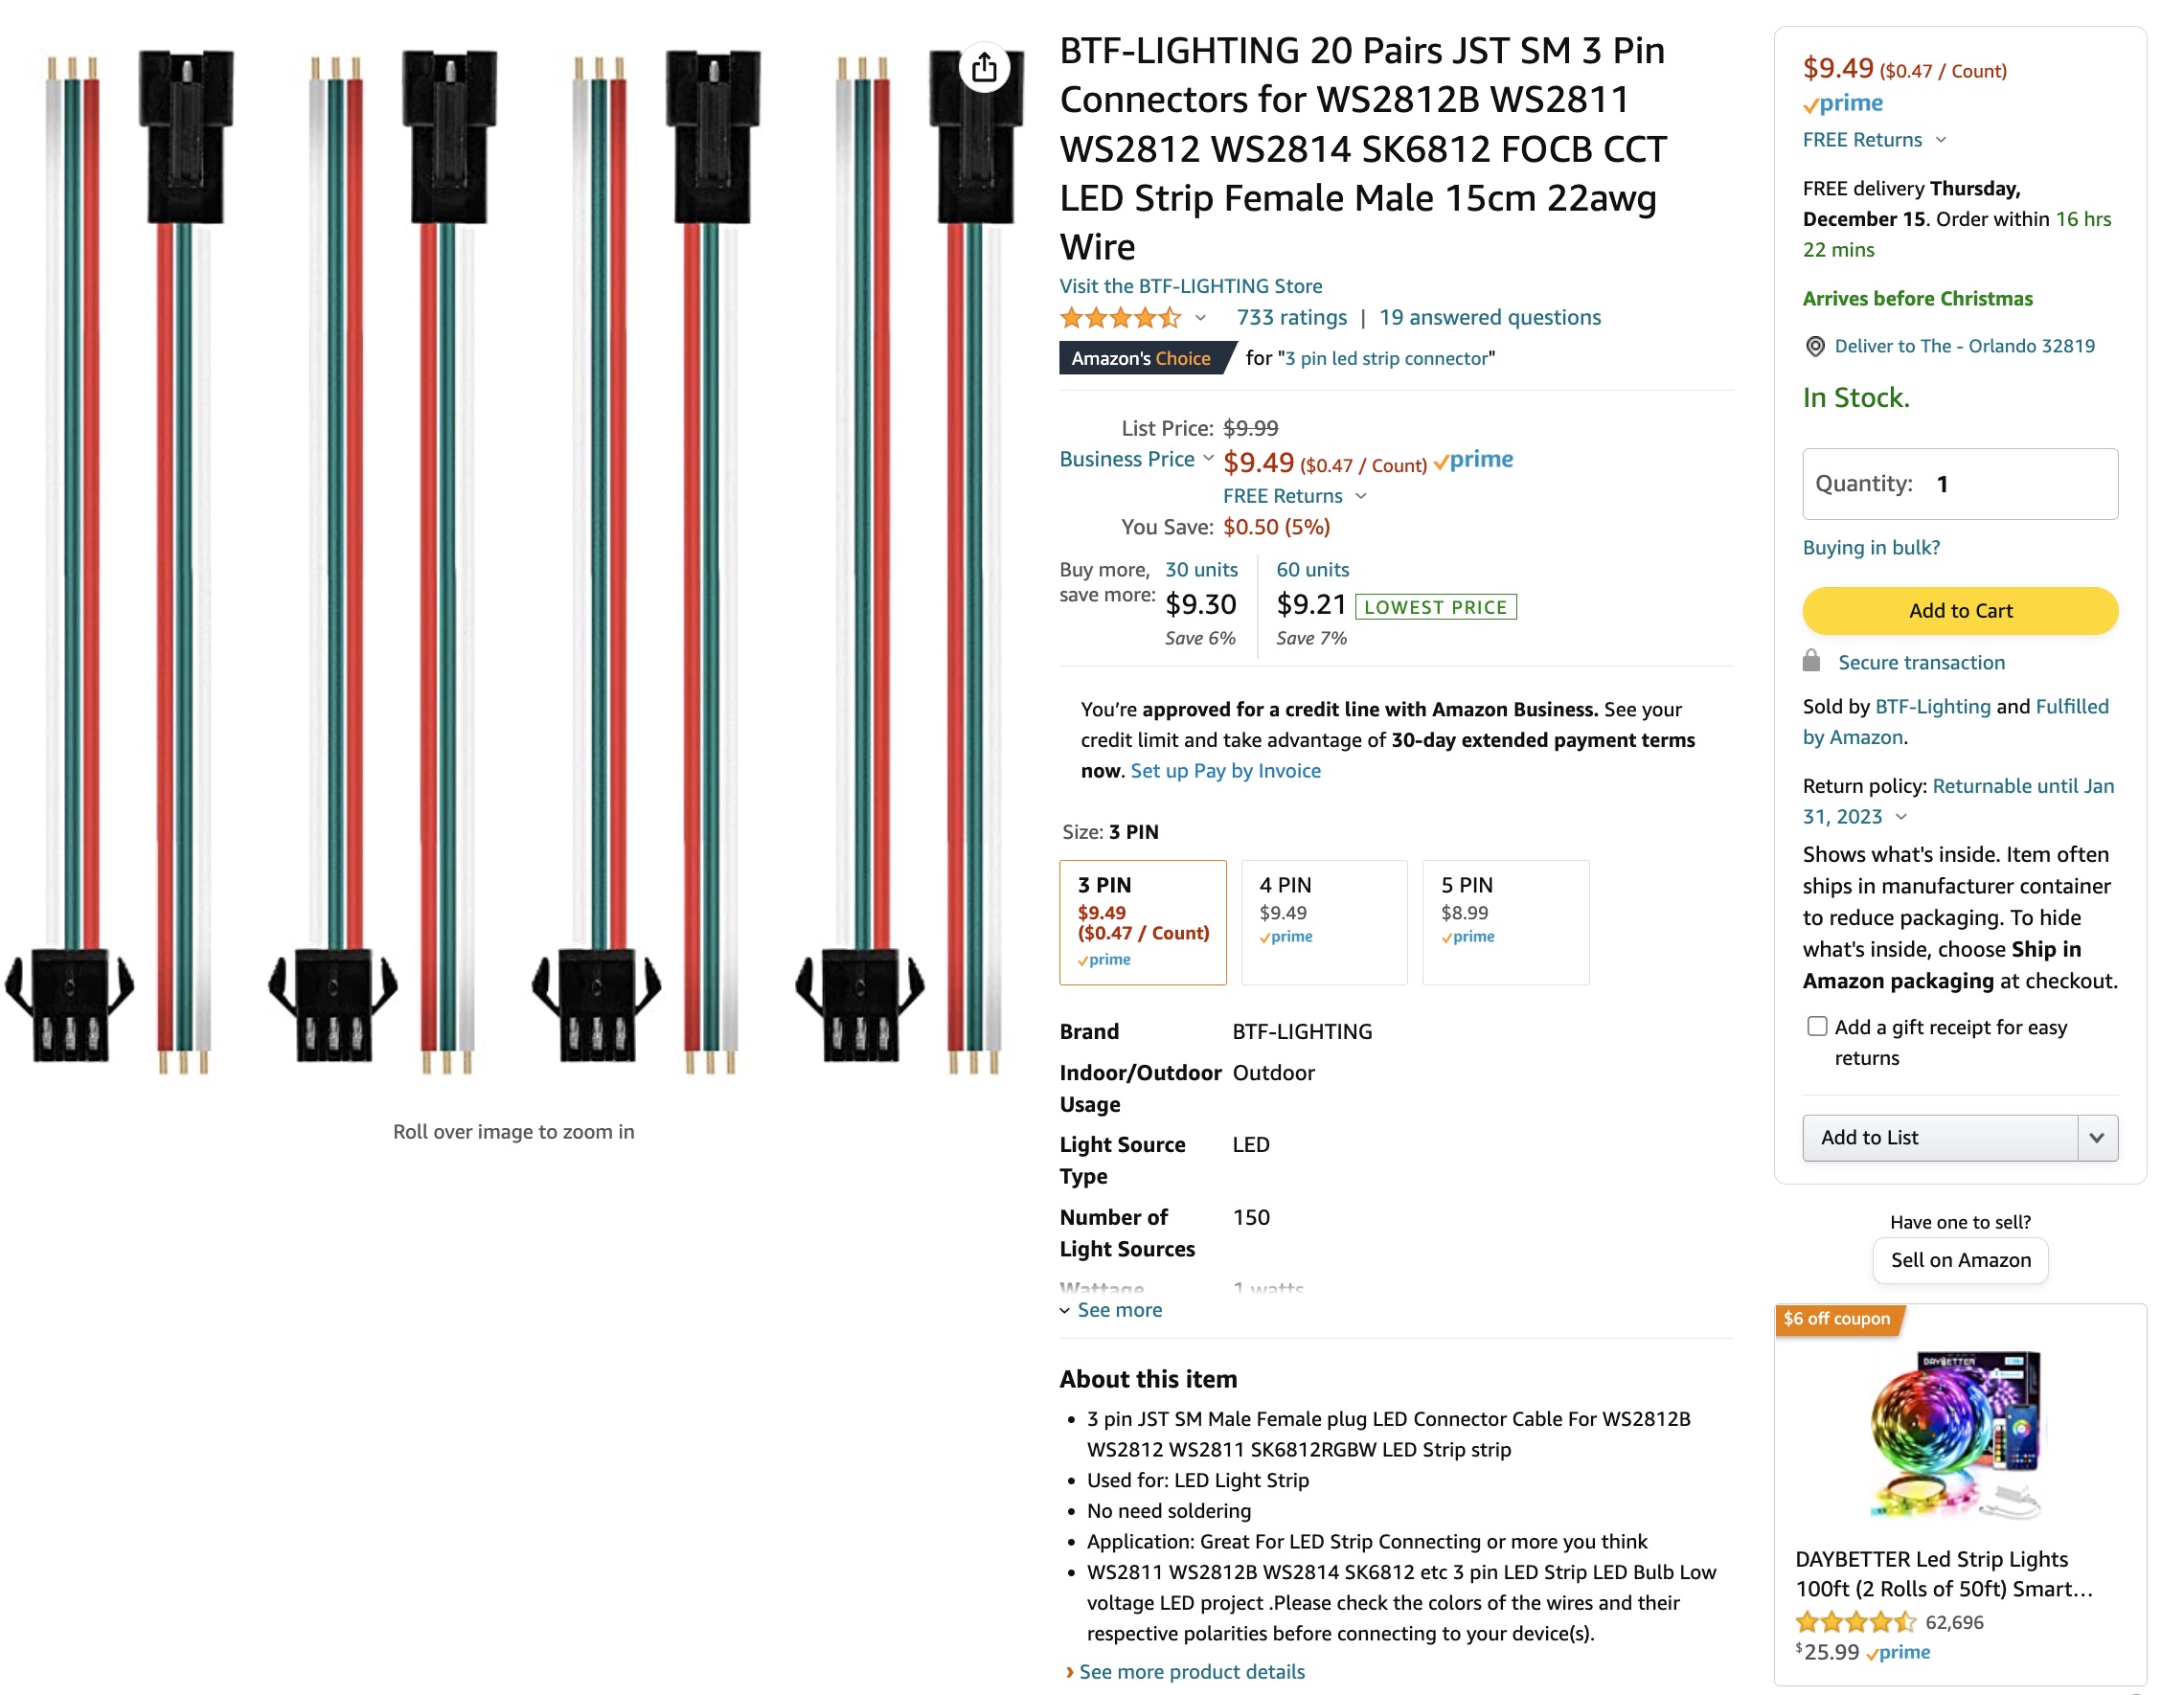 BTF-LIGHTING 20 Pairs JST SM 3 Pin
Connectors for WS2812B WS2811
WS2812 WS2814 SK6812 FOCB CCT
LED Strip Female Male 15cm 22awg
Wire
Visit the BTF-LIGHTING Store
733 ratings | 19 answered questions
Amazon's Choice for "3 pin led strip connector"
List Price: $9.99
Business Price $9.49 ($0.47 / Count) prime
FREE Returns
You Save: $0.50 (5%)
Buy more, save more:
30 units
$9.30
Save 6%
60 units
$9.21 LOWEST PRICE
Save 7%
You're approved for a credit line with Amazon Business. See your
credit limit and take advantage of 30-day extended payment terms
now. Set up Pay by Invoice
Size: 3 PIN
3 PIN
$9.49
($0.47 / Count)
prime
4 PIN
$9.49
prime
5 PIN
$8.99
prime
Brand BTF-LIGHTING
Indoor/Outdoor Outdoor
Usage
Light Source LED
Type
Number of 150
Light Sources
Wattage 1 watts
See more
About this item
• 3 pin JST SM Male Female plug LED Connector Cable For WS2812B
WS2812 WS2811 SK6812RGBW LED Strip strip
• Used for: LED Light Strip
• No need soldering
• Application: Great For LED Strip Connecting or more you think
• WS2811 WS2812B WS2814 SK6812 etc 3 pin LED Strip LED Bulb Low
voltage LED project .Please check the colors of the wires and their
respective polarities before connecting to your device(s).
› See more product details
Roll over image to zoom in
$9.49 ($0.47 / Count)
prime
FREE Returns
FREE delivery Thursday,
December 15. Order within 16 hrs
22 mins
Arrives before Christmas
Deliver to The - Orlando 32819
In Stock.
Quantity: 1
Buying in bulk?
Add to Cart
Secure transaction
Sold by BTF-Lighting and Fulfilled
by Amazon.
Return policy: Returnable until Jan
31, 2023
Shows what's inside. Item often
ships in manufacturer container
to reduce packaging. To hide
what's inside, choose Ship in
Amazon packaging at checkout.
Add a gift receipt for easy
returns
Add to List
Have one to sell?
Sell on Amazon
$6 off coupon
DAYBETTER
DAYBETTER Led Strip Lights
100ft (2 Rolls of 50ft) Smart...
62,696
$25.99 prime